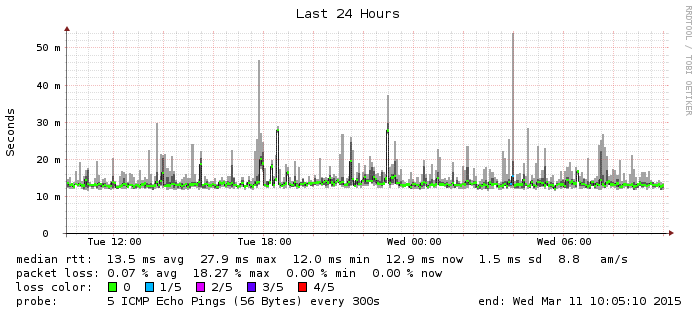 Last 24 Hours
RRDTOOL / TOBI OETIKER
Seconds
50 m
40 m
30 m
20 m
10 m
0
Tue 12:00 Tue 18:00 Wed 00:00 Wed 06:00
median rtt: 13.5 ms avg 27.9 ms max 12.0 ms min 12.9 ms now 1.5 ms sd 8.8 am/s
packet loss: 0.07 % avg 18.27 % max 0.00 % min 0.00 % now
loss color: 0 1/5 2/5 3/5 4/5
probe: 5 ICMP Echo Pings (56 Bytes) every 300s end: Wed Mar 11 10:05:10 2015